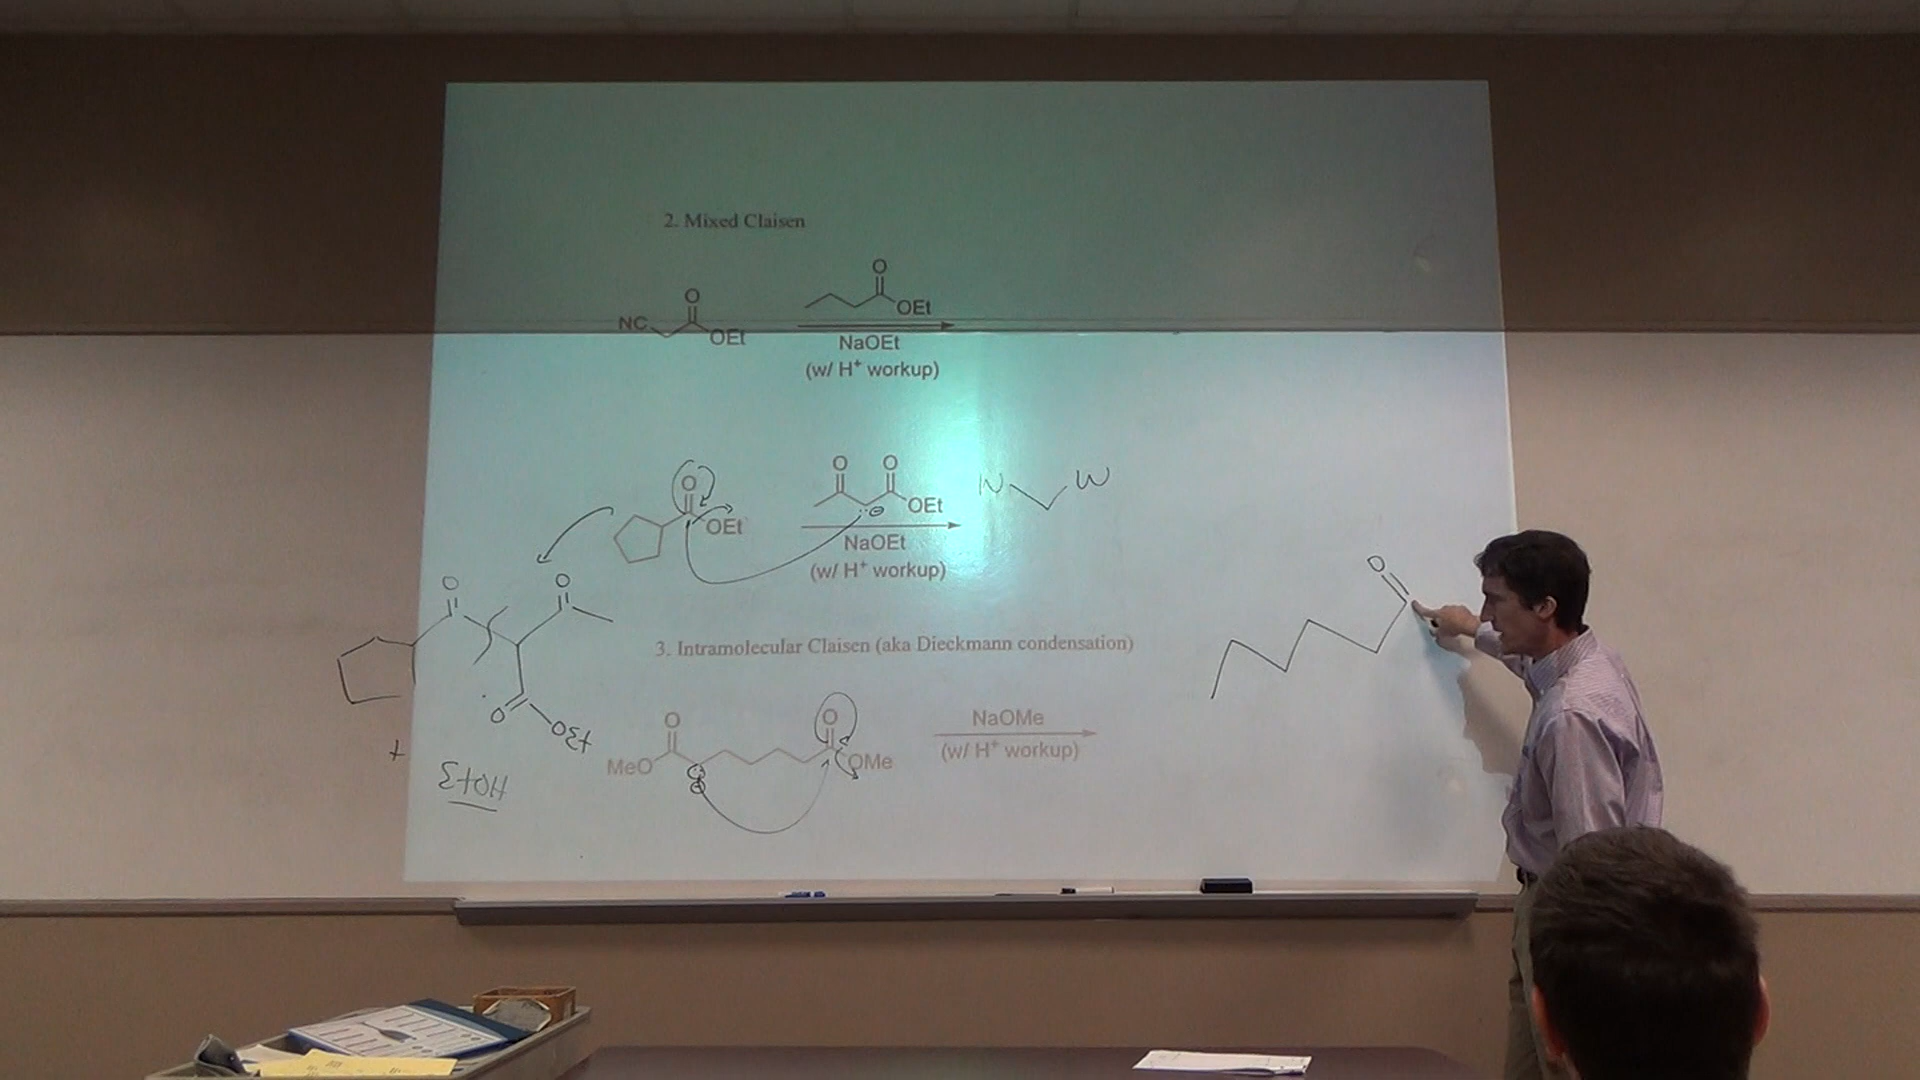 2. Mixed Claisen
O
O
OEt
NC
OEt
NaOEt
(w/ H⁺ workup)
O
O
O
OEt
OEt
NaOEt
(w/ H⁺ workup)
N
W
O
O
O
O
OEt
+
EtOH
3. Intramolecular Claisen (aka Dieckmann condensation)
O
O
MeO
OMe
NaOMe
(w/ H⁺ workup)